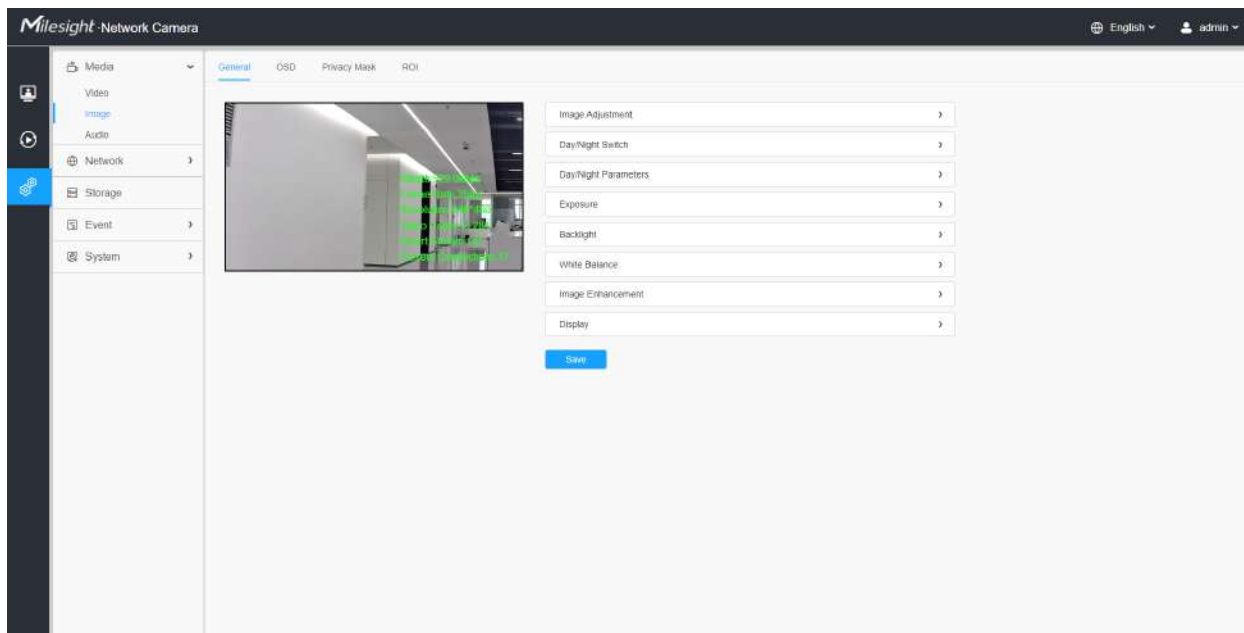 Milesight ·Network Camera
English
admin
Media
Video
Image
Audio
Network
Storage
Event
System
General OSD Privacy Mask ROI
Image Adjustment
Day/Night Switch
Day/Night Parameters
Exposure
Backlight
White Balance
Image Enhancement
Display
Save